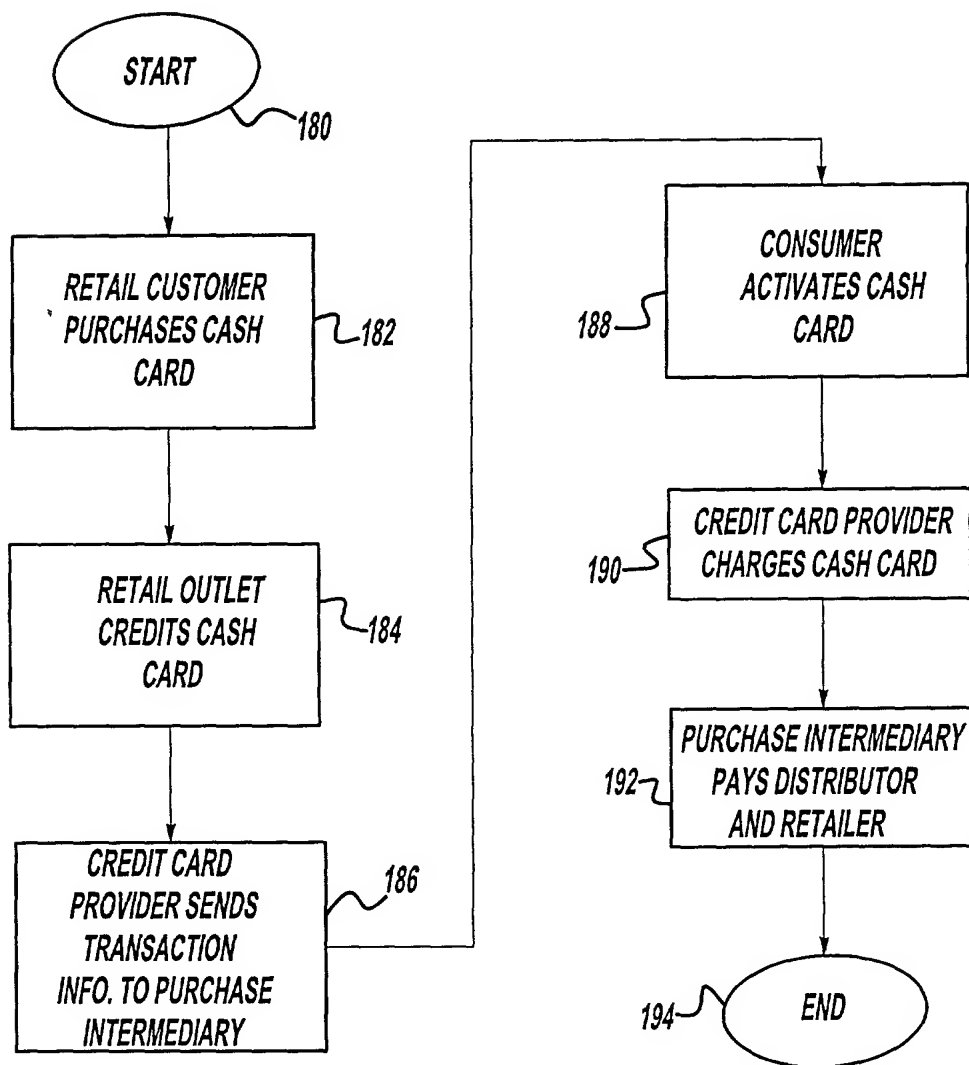 START
180
RETAIL CUSTOMER
PURCHASES CASH
CARD
182
RETAIL OUTLET
CREDITS CASH
CARD
184
CREDIT CARD
PROVIDER SENDS
TRANSACTION
INFO. TO PURCHASE
INTERMEDIARY
186
CONSUMER
ACTIVATES CASH
CARD
188
CREDIT CARD PROVIDER
CHARGES CASH CARD
190
PURCHASE INTERMEDIARY
PAYS DISTRIBUTOR
AND RETAILER
192
END
194